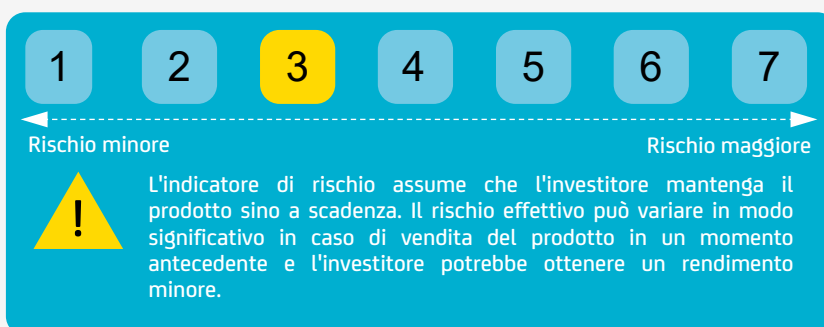 1 2 3 4 5 6 7
Rischio minore Rischio maggiore
! L'indicatore di rischio assume che l'investitore mantenga il
prodotto sino a scadenza. Il rischio effettivo può variare in modo
significativo in caso di vendita del prodotto in un momento
antecedente e l'investitore potrebbe ottenere un rendimento
minore.